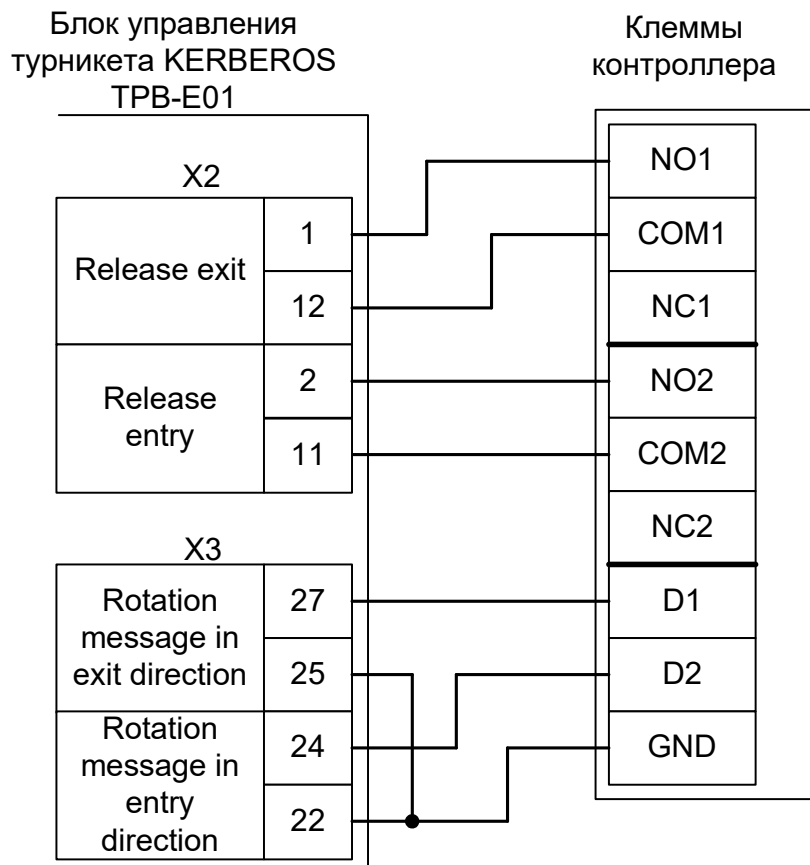 Блок управления
турникета KERBEROS
TPB-E01
X2
Release exit
1
12
Release
entry
2
11
X3
Rotation
message in
exit direction
27
25
Rotation
message in
entry
direction
24
22
Клеммы
контроллера
NO1
COM1
NC1
NO2
COM2
NC2
D1
D2
GND